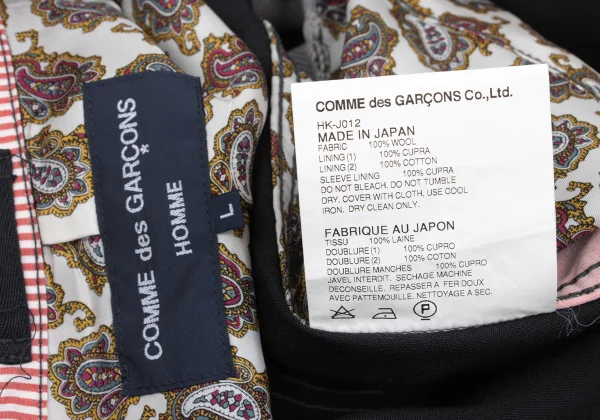 COMME des GARCONS*
HOMME
L
COMME des GARÇONS Co.,Ltd.
HK-J012
MADE IN JAPAN
FABRIC 100% WOOL
LINING (1) 100% CUPRA
LINING (2) 100% COTTON
SLEEVE LINING 100% CUPRA
DO NOT BLEACH. DO NOT TUMBLE
DRY. COVER WITH CLOTH, USE COOL
IRON. DRY CLEAN ONLY.
FABRIQUE AU JAPON
TISSU 100% LAINE
DOUBLURE (1) 100% CUPRO
DOUBLURE (2) 100% COTON
DOUBLURE MANCHES 100% CUPRO
JAVEL INTERDIT. SECHAGE MACHINE
DECONSEILLE. REPASSER A FER DOUX
AVEC PATTEMOUILLE. NETTOYAGE A SEC.
P